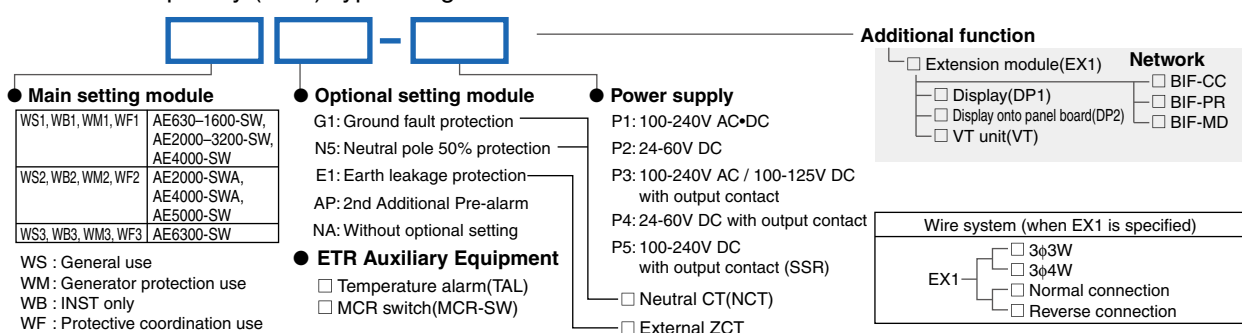 Additional function
□ Extension module(EX1)
Network
□ BIF-CC
□ Display(DP1)
□ BIF-PR
□ Display onto panel board(DP2)
□ BIF-MD
□ VT unit(VT)
● Main setting module
WS1, WB1, WM1, WF1
AE630–1600-SW,
AE2000–3200-SW,
AE4000-SW
WS2, WB2, WM2, WF2
AE2000-SWA,
AE4000-SWA,
AE5000-SW
WS3, WB3, WM3, WF3
AE6300-SW
WS : General use
WM : Generator protection use
WB : INST only
WF : Protective coordination use
● Optional setting module
G1: Ground fault protection
N5: Neutral pole 50% protection
E1: Earth leakage protection
AP: 2nd Additional Pre-alarm
NA: Without optional setting
● ETR Auxiliary Equipment
□ Temperature alarm(TAL)
□ MCR switch(MCR-SW)
● Power supply
P1: 100-240V AC•DC
P2: 24-60V DC
P3: 100-240V AC / 100-125V DC
with output contact
P4: 24-60V DC with output contact
P5: 100-240V DC
with output contact (SSR)
□ Neutral CT(NCT)
□ External ZCT
Wire system (when EX1 is specified)
EX1
□ 3φ3W
□ 3φ4W
□ Normal connection
□ Reverse connection